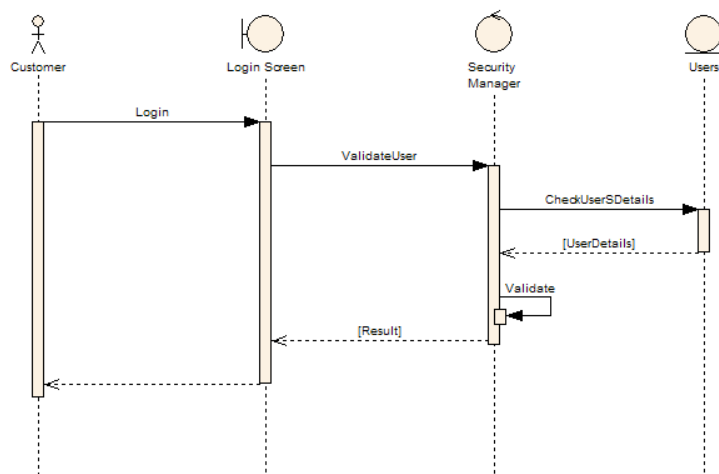 Customer
Login Screen
Security
Manager
Users
Login
ValidateUser
CheckUserSDetails
[UserDetails]
Validate
[Result]